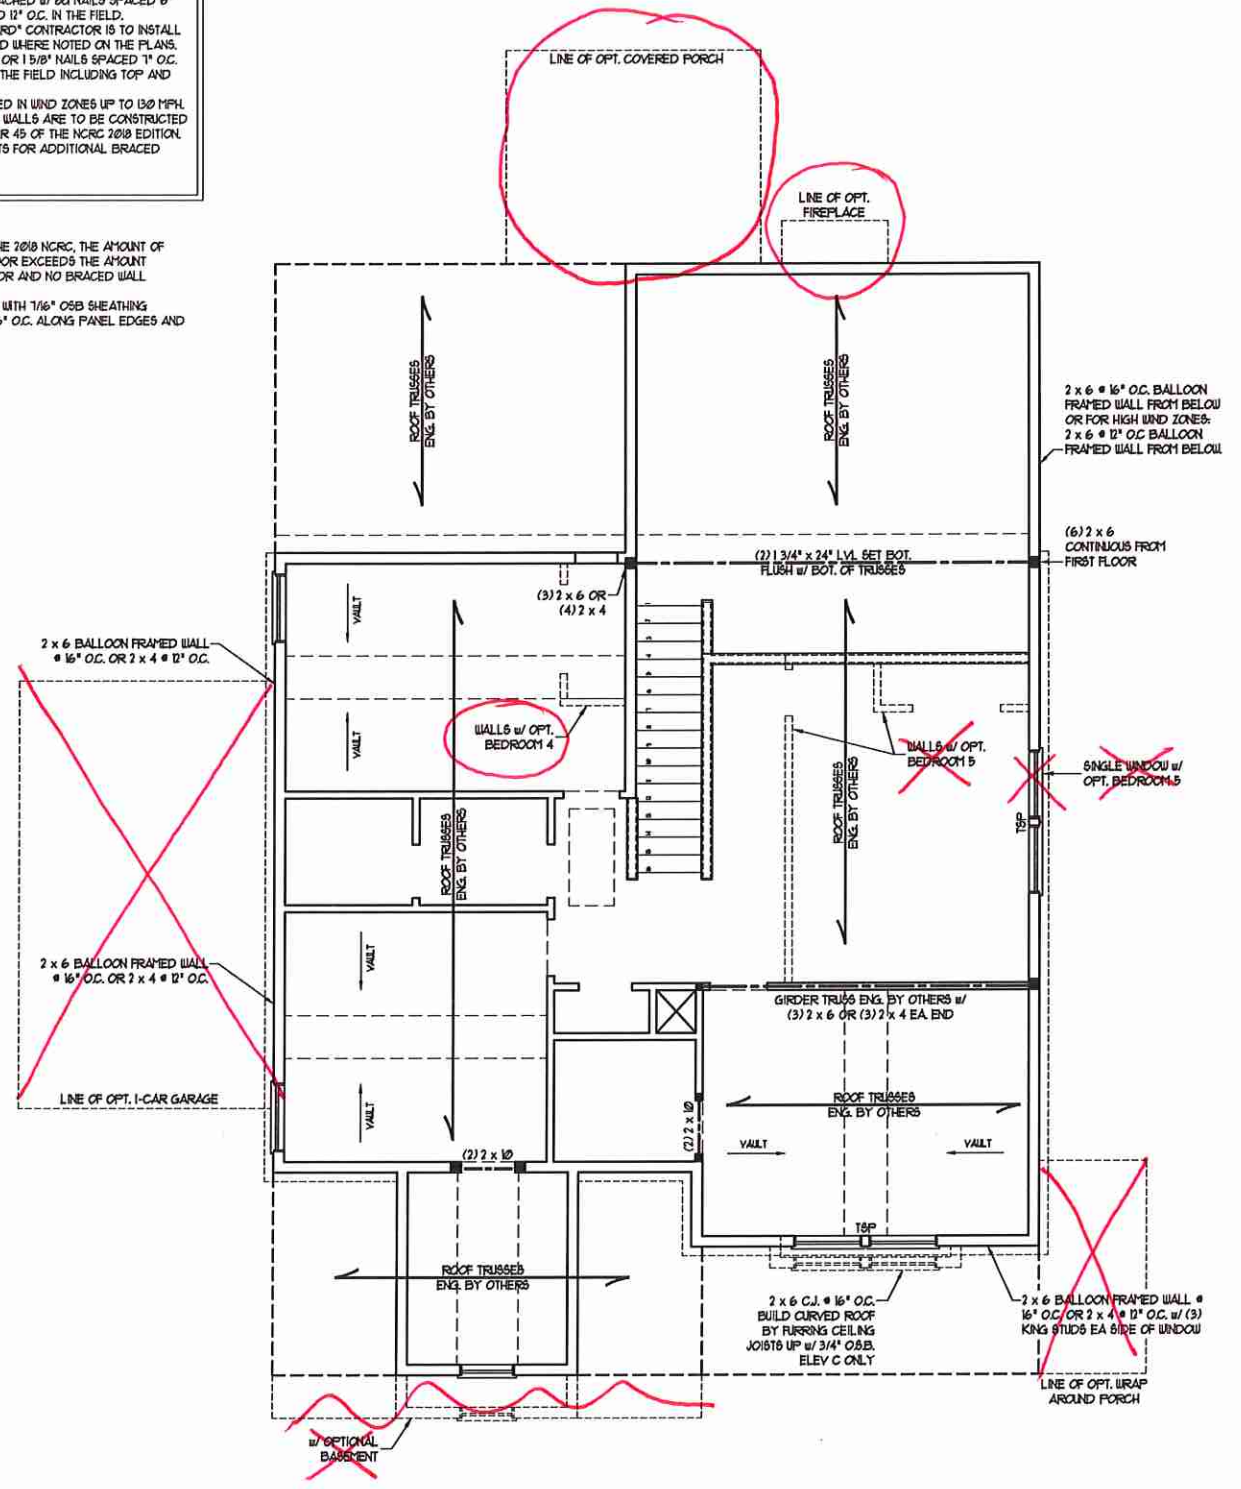 ACHED W/ 6d NAILS SPACED 6"
D 12" O.C. IN THE FIELD.
RD" CONTRACTOR IS TO INSTALL
D WHERE NOTED ON THE PLANS.
OR 1 5/8" NAILS SPACED 7" O.C.
THE FIELD INCLUDING TOP AND
ED IN WIND ZONES UP TO 130 MPH.
WALLS ARE TO BE CONSTRUCTED
R 45 OF THE NCRC 2018 EDITION.
TS FOR ADDITIONAL BRACED
HE 2018 NCRC, THE AMOUNT OF
OOR EXCEEDS THE AMOUNT
OR AND NO BRACED WALL
WITH 7/16" OSB SHEATHING
6" O.C. ALONG PANEL EDGES AND
LINE OF OPT. COVERED PORCH
LINE OF OPT.
FIREPLACE
ROOF TRUSSES
ENG. BY OTHERS
ROOF TRUSSES
ENG. BY OTHERS
2 x 6 @ 16" O.C. BALLOON
FRAMED WALL FROM BELOW
OR FOR HIGH WIND ZONES:
2 x 6 @ 12" O.C. BALLOON
FRAMED WALL FROM BELOW
(6) 2 x 6
CONTINUOUS FROM
FIRST FLOOR
(2) 1 3/4" x 24" LVL SET BOT.
FLUSH w/ BOT. OF TRUSSES
(3) 2 x 6 OR
(4) 2 x 4
VAULT
2 x 6 BALLOON FRAMED WALL
@ 16" O.C. OR 2 x 4 @ 12" O.C.
VAULT
WALLS w/ OPT.
BEDROOM 4
WALLS w/ OPT.
BEDROOM 5
SINGLE WINDOW w/
OPT. BEDROOM 5
TSP
ROOF TRUSSES
ENG. BY OTHERS
ROOF TRUSSES
ENG. BY OTHERS
VAULT
2 x 6 BALLOON FRAMED WALL
@ 16" O.C. OR 2 x 4 @ 12" O.C.
GIRDER TRUSS ENG. BY OTHERS w/
(3) 2 x 6 OR (3) 2 x 4 EA. END
LINE OF OPT. 1-CAR GARAGE
VAULT
ROOF TRUSSES
ENG. BY OTHERS
(2) 2 x 10
VAULT
VAULT
(2) 2 x 10
TSP
ROOF TRUSSES
ENG. BY OTHERS
2 x 6 C.J. @ 16" O.C.
BUILD CURVED ROOF
BY FURRING CEILING
JOISTS UP w/ 3/4" O.S.B.
ELEV C ONLY
2 x 6 BALLOON FRAMED WALL @
16" O.C. OR 2 x 4 @ 12" O.C. w/ (3)
KING STUDS EA SIDE OF WINDOW
LINE OF OPT. WRAP
AROUND PORCH
w/ OPTIONAL
BASEMENT